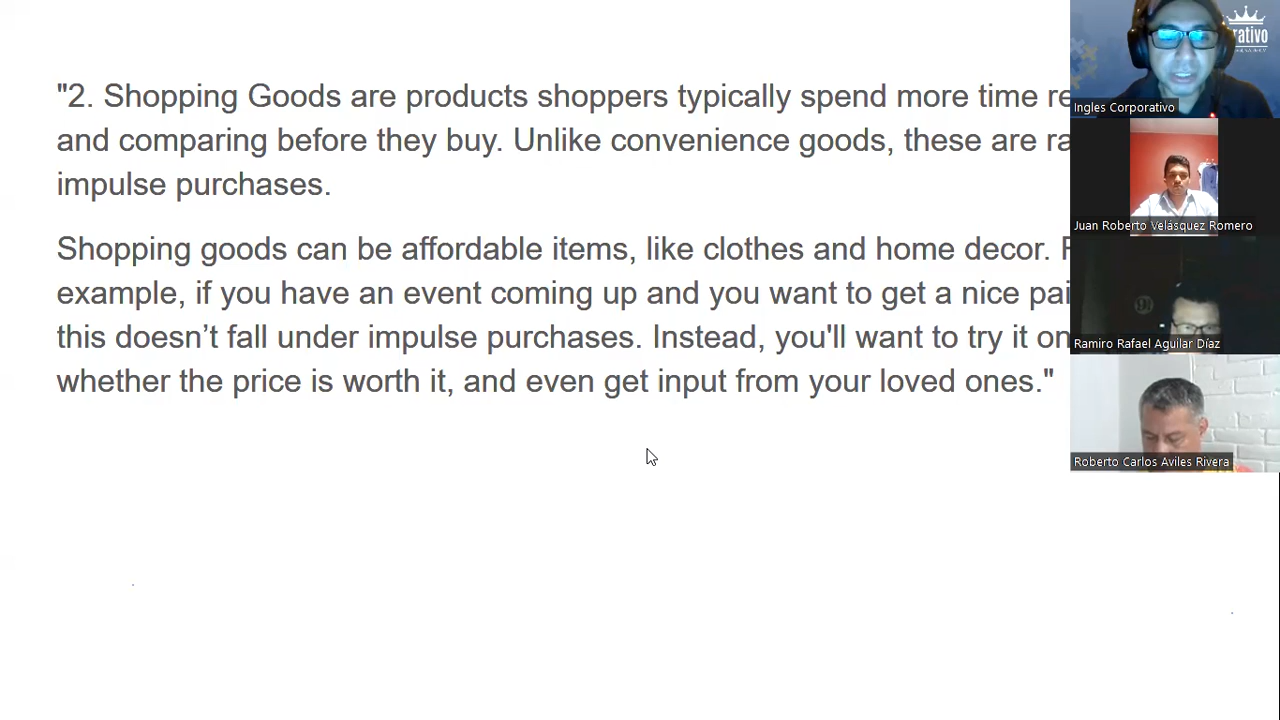 "2. Shopping Goods are products shoppers typically spend more time
and comparing before they buy. Unlike convenience goods, these are
impulse purchases.
Shopping goods can be affordable items, like clothes and home decor.
example, if you have an event coming up and you want to get a nice
this doesn’t fall under impulse purchases. Instead, you'll want to try it on
whether the price is worth it, and even get input from your loved ones."
Ingles Corporativo
Juan Roberto Velásquez Romero
Ramiro Rafael Aguilar Díaz
Roberto Carlos Aviles Rivera